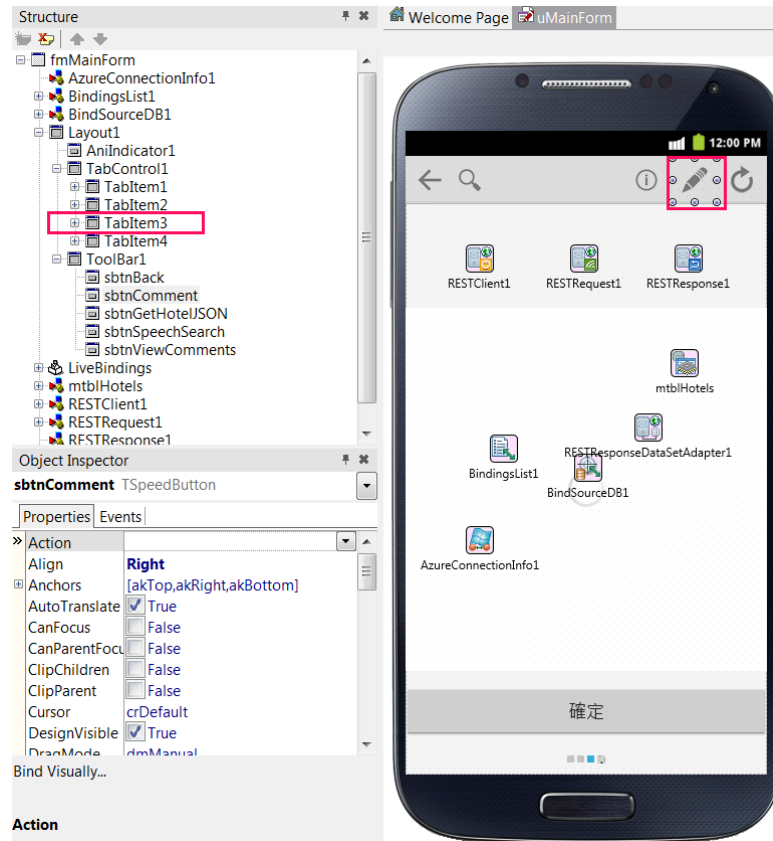 Structure
Welcome Page
uMainForm
fmMainForm
AzureConnectionInfo1
BindingsList1
BindSourceDB1
Layout1
AniIndicator1
TabControl1
TabItem1
TabItem2
TabItem3
TabItem4
ToolBar1
sbtnBack
sbtnComment
sbtnGetHotelJSON
sbtnSpeechSearch
sbtnViewComments
LiveBindings
mtblHotels
RESTClient1
RESTRequest1
RESTResponse1
Object Inspector
sbtnComment TSpeedButton
Properties Events
Action
Align Right
Anchors [akTop,akRight,akBottom]
AutoTranslate True
CanFocus False
CanParentFocu False
ClipChildren False
ClipParent False
Cursor crDefault
DesignVisible True
DragMode dmManual
Bind Visually...
Action
12:00 PM
RESTClient1 RESTRequest1 RESTResponse1
mtblHotels
RESTResponseDataSetAdapter1
BindingsList1
BindSourceDB1
AzureConnectionInfo1
確定